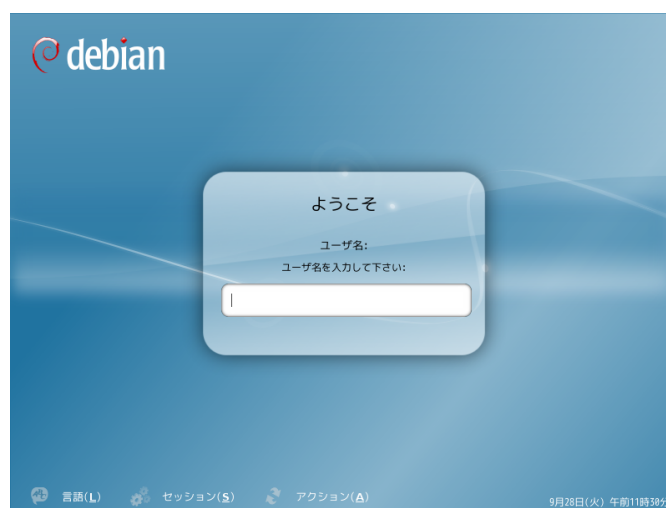 debian
ようこそ
ユーザ名:
ユーザ名を入力して下さい:
言語(L) セッション(S) アクション(A) 9月28日(火) 午前11時30分